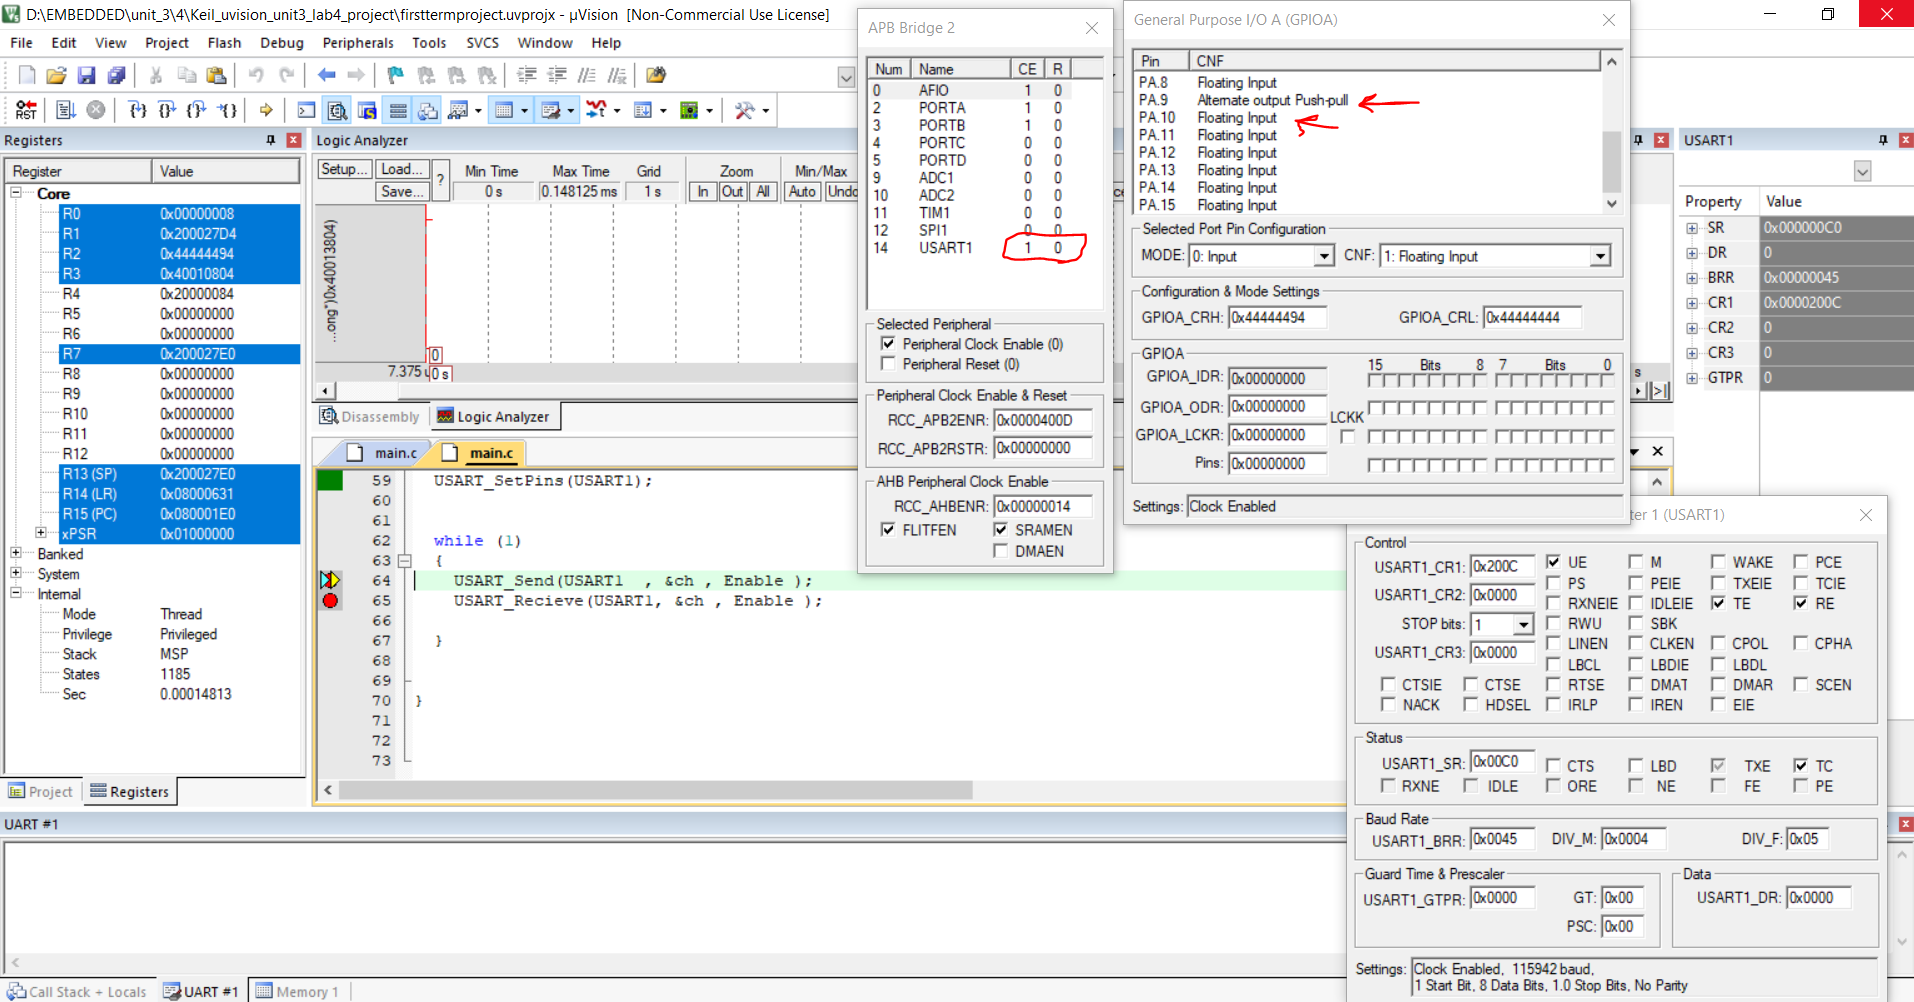 D:\EMBEDDED\unit_3\4\Keil_uvision_unit3_lab4_project\firsttermproject.uvprojx - µVision  [Non-Commercial Use License]
File Edit View Project Flash Debug Peripherals Tools SVCS Window Help
Registers
Register Value
Core
R0 0x00000008
R1 0x200027D4
R2 0x44444494
R3 0x40010804
R4 0x20000084
R5 0x00000000
R6 0x00000000
R7 0x200027E0
R8 0x00000000
R9 0x00000000
R10 0x00000000
R11 0x00000000
R12 0x00000000
R13 (SP) 0x200027E0
R14 (LR) 0x08000631
R15 (PC) 0x080001E0
xPSR 0x01000000
Banked
System
Internal
Mode Thread
Privilege Privileged
Stack MSP
States 1185
Sec 0.00014813
Project Registers
Logic Analyzer
Setup... Load... Save... ?
Min Time Max Time Grid Zoom Min/Max
0 s 0.148125 ms 1 s In Out All Auto Undo
...ong")0x40013804)
0
7.375 u 0 s
Disassembly Logic Analyzer
main.c main.c
59 USART_SetPins(USART1);
60
61
62 while (1)
63 {
64 USART_Send(USART1  , &ch , Enable );
65 USART_Recieve(USART1, &ch , Enable );
66
67 }
68
69
70 }
71
72
73
APB Bridge 2
Num Name CE R
0 AFIO 1 0
2 PORTA 1 0
3 PORTB 1 0
4 PORTC 0 0
5 PORTD 0 0
9 ADC1 0 0
10 ADC2 0 0
11 TIM1 0 0
12 SPI1 0 0
14 USART1 1 0
Selected Peripheral
Peripheral Clock Enable (0)
Peripheral Reset (0)
Peripheral Clock Enable & Reset
RCC_APB2ENR: 0x0000400D
RCC_APB2RSTR: 0x00000000
AHB Peripheral Clock Enable
RCC_AHBENR: 0x00000014
FLITFEN SRAMEN
DMAEN
General Purpose I/O A (GPIOA)
Pin CNF
PA.8 Floating Input
PA.9 Alternate output Push-pull
PA.10 Floating Input
PA.11 Floating Input
PA.12 Floating Input
PA.13 Floating Input
PA.14 Floating Input
PA.15 Floating Input
Selected Port Pin Configuration
MODE: 0: Input CNF: 1: Floating Input
Configuration & Mode Settings
GPIOA_CRH: 0x44444494 GPIOA_CRL: 0x44444444
GPIOA
15 Bits 8 7 Bits 0
GPIOA_IDR: 0x00000000
GPIOA_ODR: 0x00000000
LCKK
GPIOA_LCKR: 0x00000000
Pins: 0x00000000
Settings: Clock Enabled
USART1
Property Value
SR 0x000000C0
DR 0
BRR 0x00000045
CR1 0x0000200C
CR2 0
CR3 0
GTPR 0
s
ter 1 (USART1)
Control
USART1_CR1: 0x200C UE M WAKE PCE
PS PEIE TXEIE TCIE
USART1_CR2: 0x0000
RXNEIE IDLEIE TE RE
STOP bits: 1 RWU SBK
LINEN CLKEN CPOL CPHA
USART1_CR3: 0x0000
LBCL LBDIE LBDL
CTSIE CTSE RTSE DMAT DMAR SCEN
NACK HDSEL IRLP IREN EIE
Status
USART1_SR: 0x00C0 CTS LBD TXE TC
RXNE IDLE ORE NE FE PE
Baud Rate
USART1_BRR: 0x0045 DIV_M: 0x0004 DIV_F: 0x05
Guard Time & Prescaler
USART1_GTPR: 0x0000 GT: 0x00
PSC: 0x00
Data
USART1_DR: 0x0000
Settings: Clock Enabled,  115942 baud,
1 Start Bit, 8 Data Bits, 1.0 Stop Bits, No Parity
UART #1
Call Stack + Locals UART #1 Memory 1